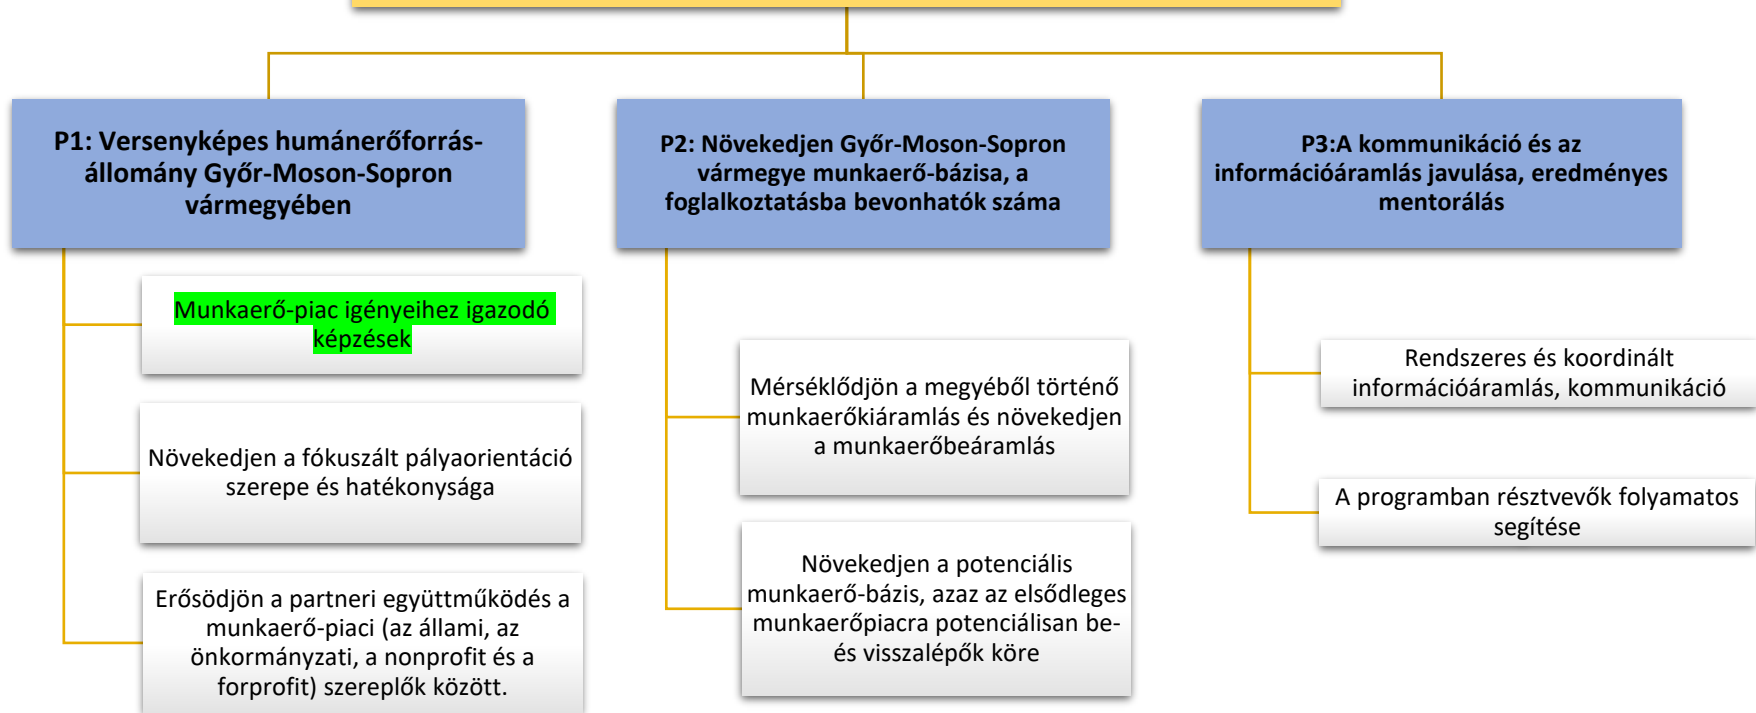 P1: Versenyképes humánerőforrás-
állomány Győr-Moson-Sopron
vármegyében
Munkaerő-piac igényeihez igazodó
képzések
Növekedjen a fókuszált pályaorientáció
szerepe és hatékonysága
Erősödjön a partneri együttműködés a
munkaerő-piaci (az állami, az
önkormányzati, a nonprofit és a
forprofit) szereplők között.
P2: Növekedjen Győr-Moson-Sopron
vármegye munkaerő-bázisa, a
foglalkoztatásba bevonhatók száma
Mérséklődjön a megyéből történő
munkaerőkiáramlás és növekedjen
a munkaerőbeáramlás
Növekedjen a potenciális
munkaerő-bázis, azaz az elsődleges
munkaerőpiacra potenciálisan be-
és visszalépők köre
P3:A kommunikáció és az
információáramlás javulása, eredményes
mentorálás
Rendszeres és koordinált
információáramlás, kommunikáció
A programban résztvevők folyamatos
segítése